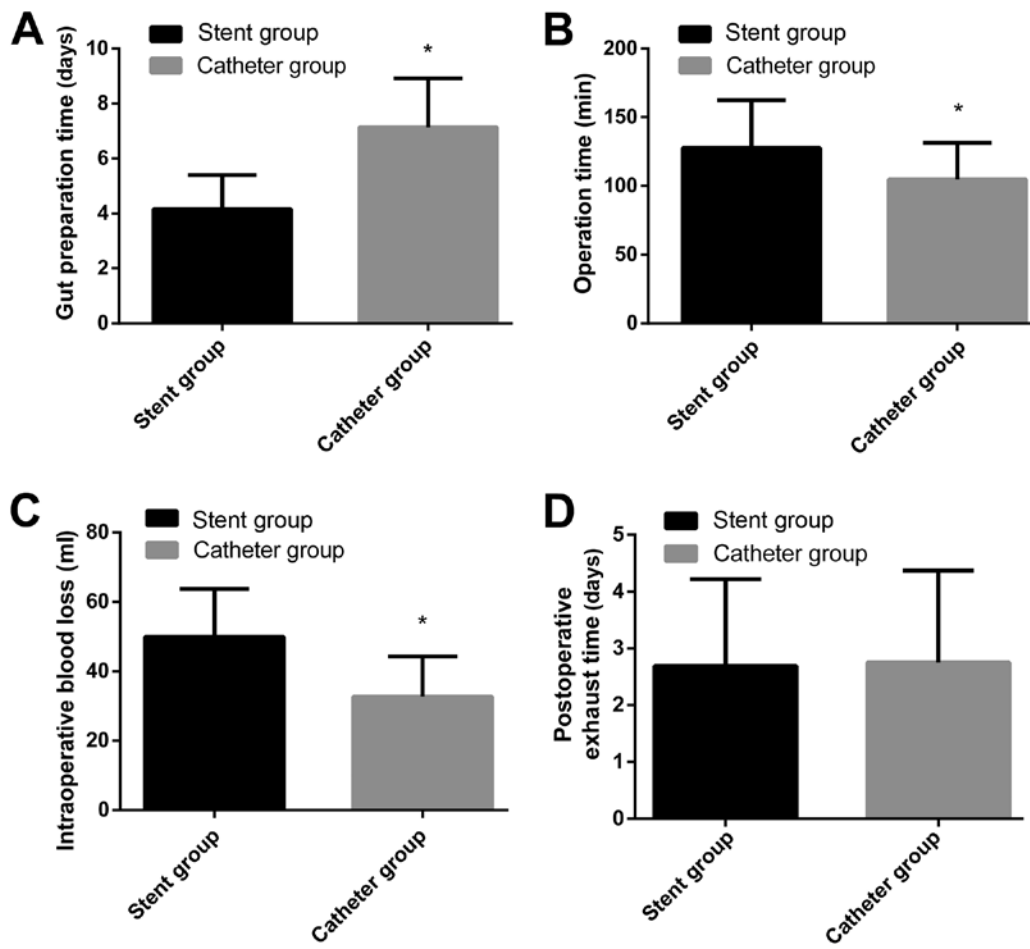 A
Gut preparation time (days)
10
8
6
4
2
0
Stent group
Catheter group
*
Stent group
Catheter group
B
Operation time (min)
200
150
100
50
0
Stent group
Catheter group
*
Stent group
Catheter group
C
Intraoperative blood loss (ml)
80
60
40
20
0
Stent group
Catheter group
*
Stent group
Catheter group
D
Postoperative
exhaust time (days)
5
4
3
2
1
0
Stent group
Catheter group
Stent group
Catheter group